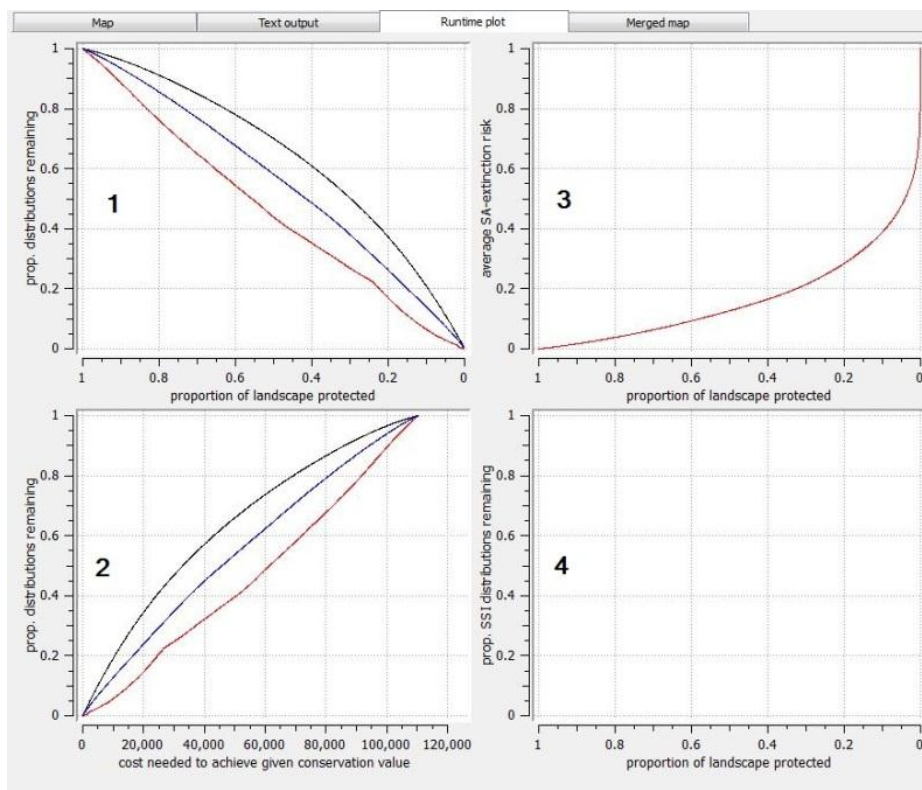 Map Text output Runtime plot Merged map
1
0.8
0.6
0.4
0.2
0
prop. distributions remaining
1
1 0.8 0.6 0.4 0.2 0
proportion of landscape protected
1
0.8
0.6
0.4
0.2
0
average SA-extinction risk
3
1 0.8 0.6 0.4 0.2 0
proportion of landscape protected
1
0.8
0.6
0.4
0.2
0
prop. distributions remaining
2
0 20,000 40,000 60,000 80,000 100,000 120,000
cost needed to achieve given conservation value
1
0.8
0.6
0.4
0.2
0
prop. SSI distributions remaining
4
1 0.8 0.6 0.4 0.2 0
proportion of landscape protected